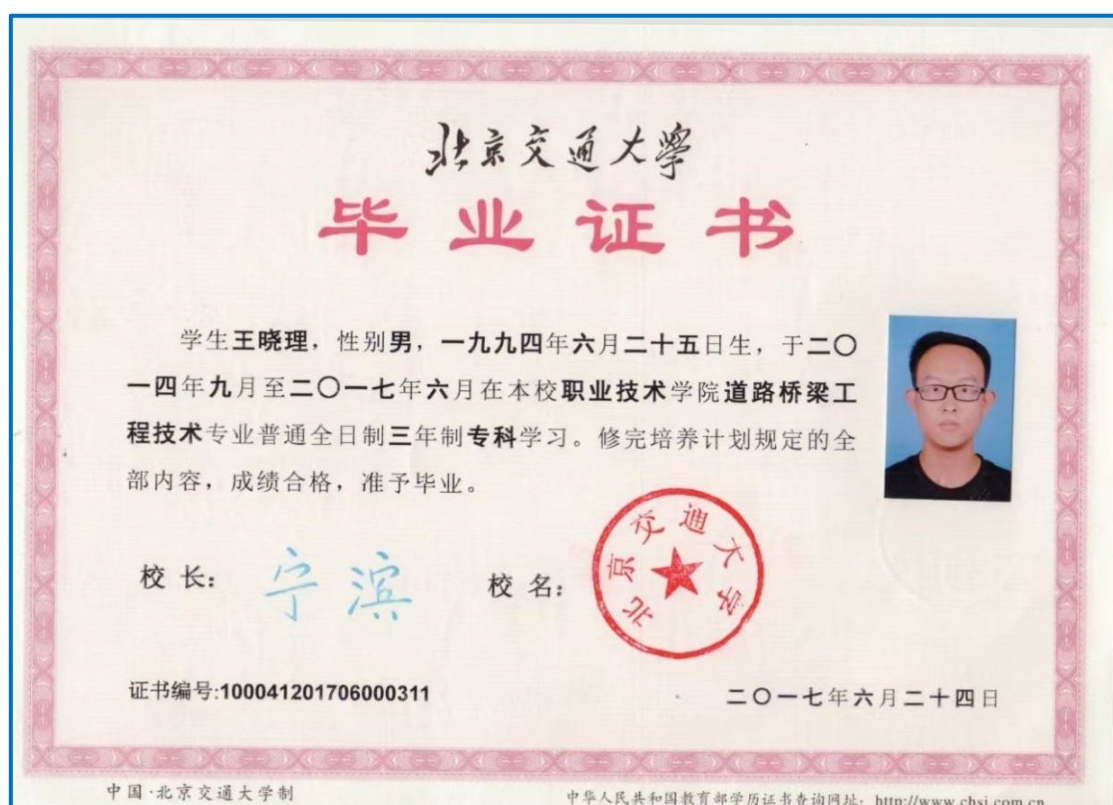 北京交通大学
毕业证书
学生王晓理，性别男，一九九四年六月二十五日生，于二〇
一四年九月至二〇一七年六月在本校职业技术学院道路桥梁工
程技术专业普通全日制三年制专科学习。修完培养计划规定的全
部内容，成绩合格，准予毕业。
校 长： 宁滨 校 名： 北京交通大学
证书编号:100041201706000311 二〇一七年六月二十四日
中国·北京交通大学制 中华人民共和国教育部学历证书查询网址：http://www.chsi.com.cn